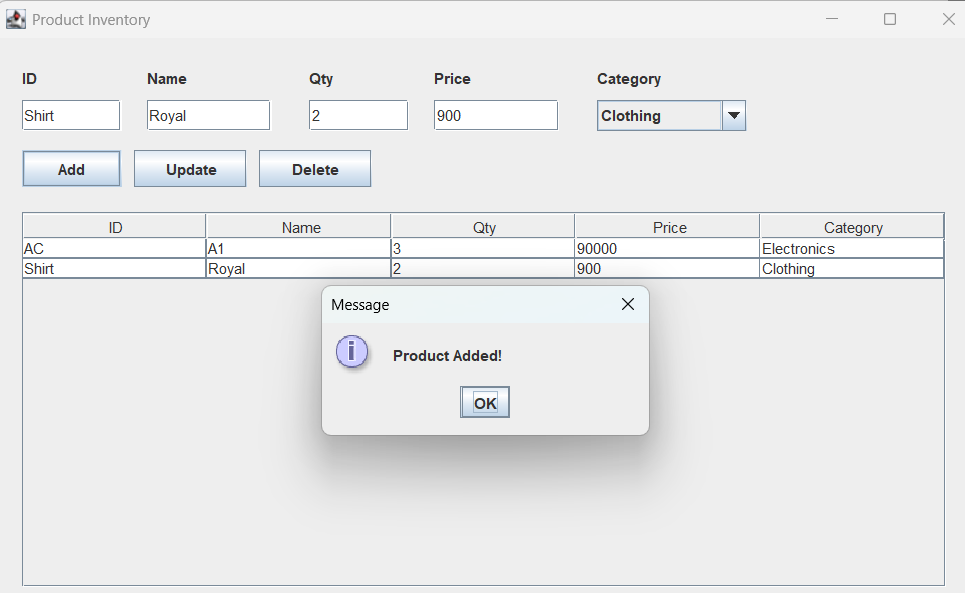 Product Inventory
ID Name Qty Price Category
Shirt Royal 2 900 Clothing
Add Update Delete
ID Name Qty Price Category
AC A1 3 90000 Electronics
Shirt Royal 2 900 Clothing
Message
i
Product Added!
OK